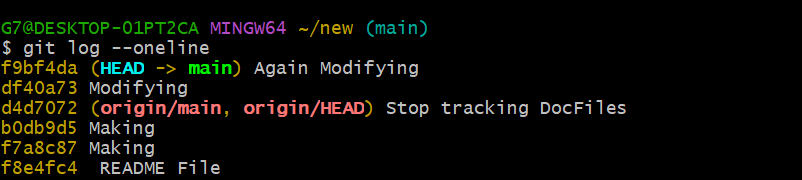 G7@DESKTOP-01PT2CA MINGW64 ~/new (main)
$ git log --oneline
f9bf4da (HEAD -> main) Again Modifying
df40a73 Modifying
d4d7072 (origin/main, origin/HEAD) Stop tracking DocFiles
b0db9d5 Making
f7a8c87 Making
f8e4fc4  README File